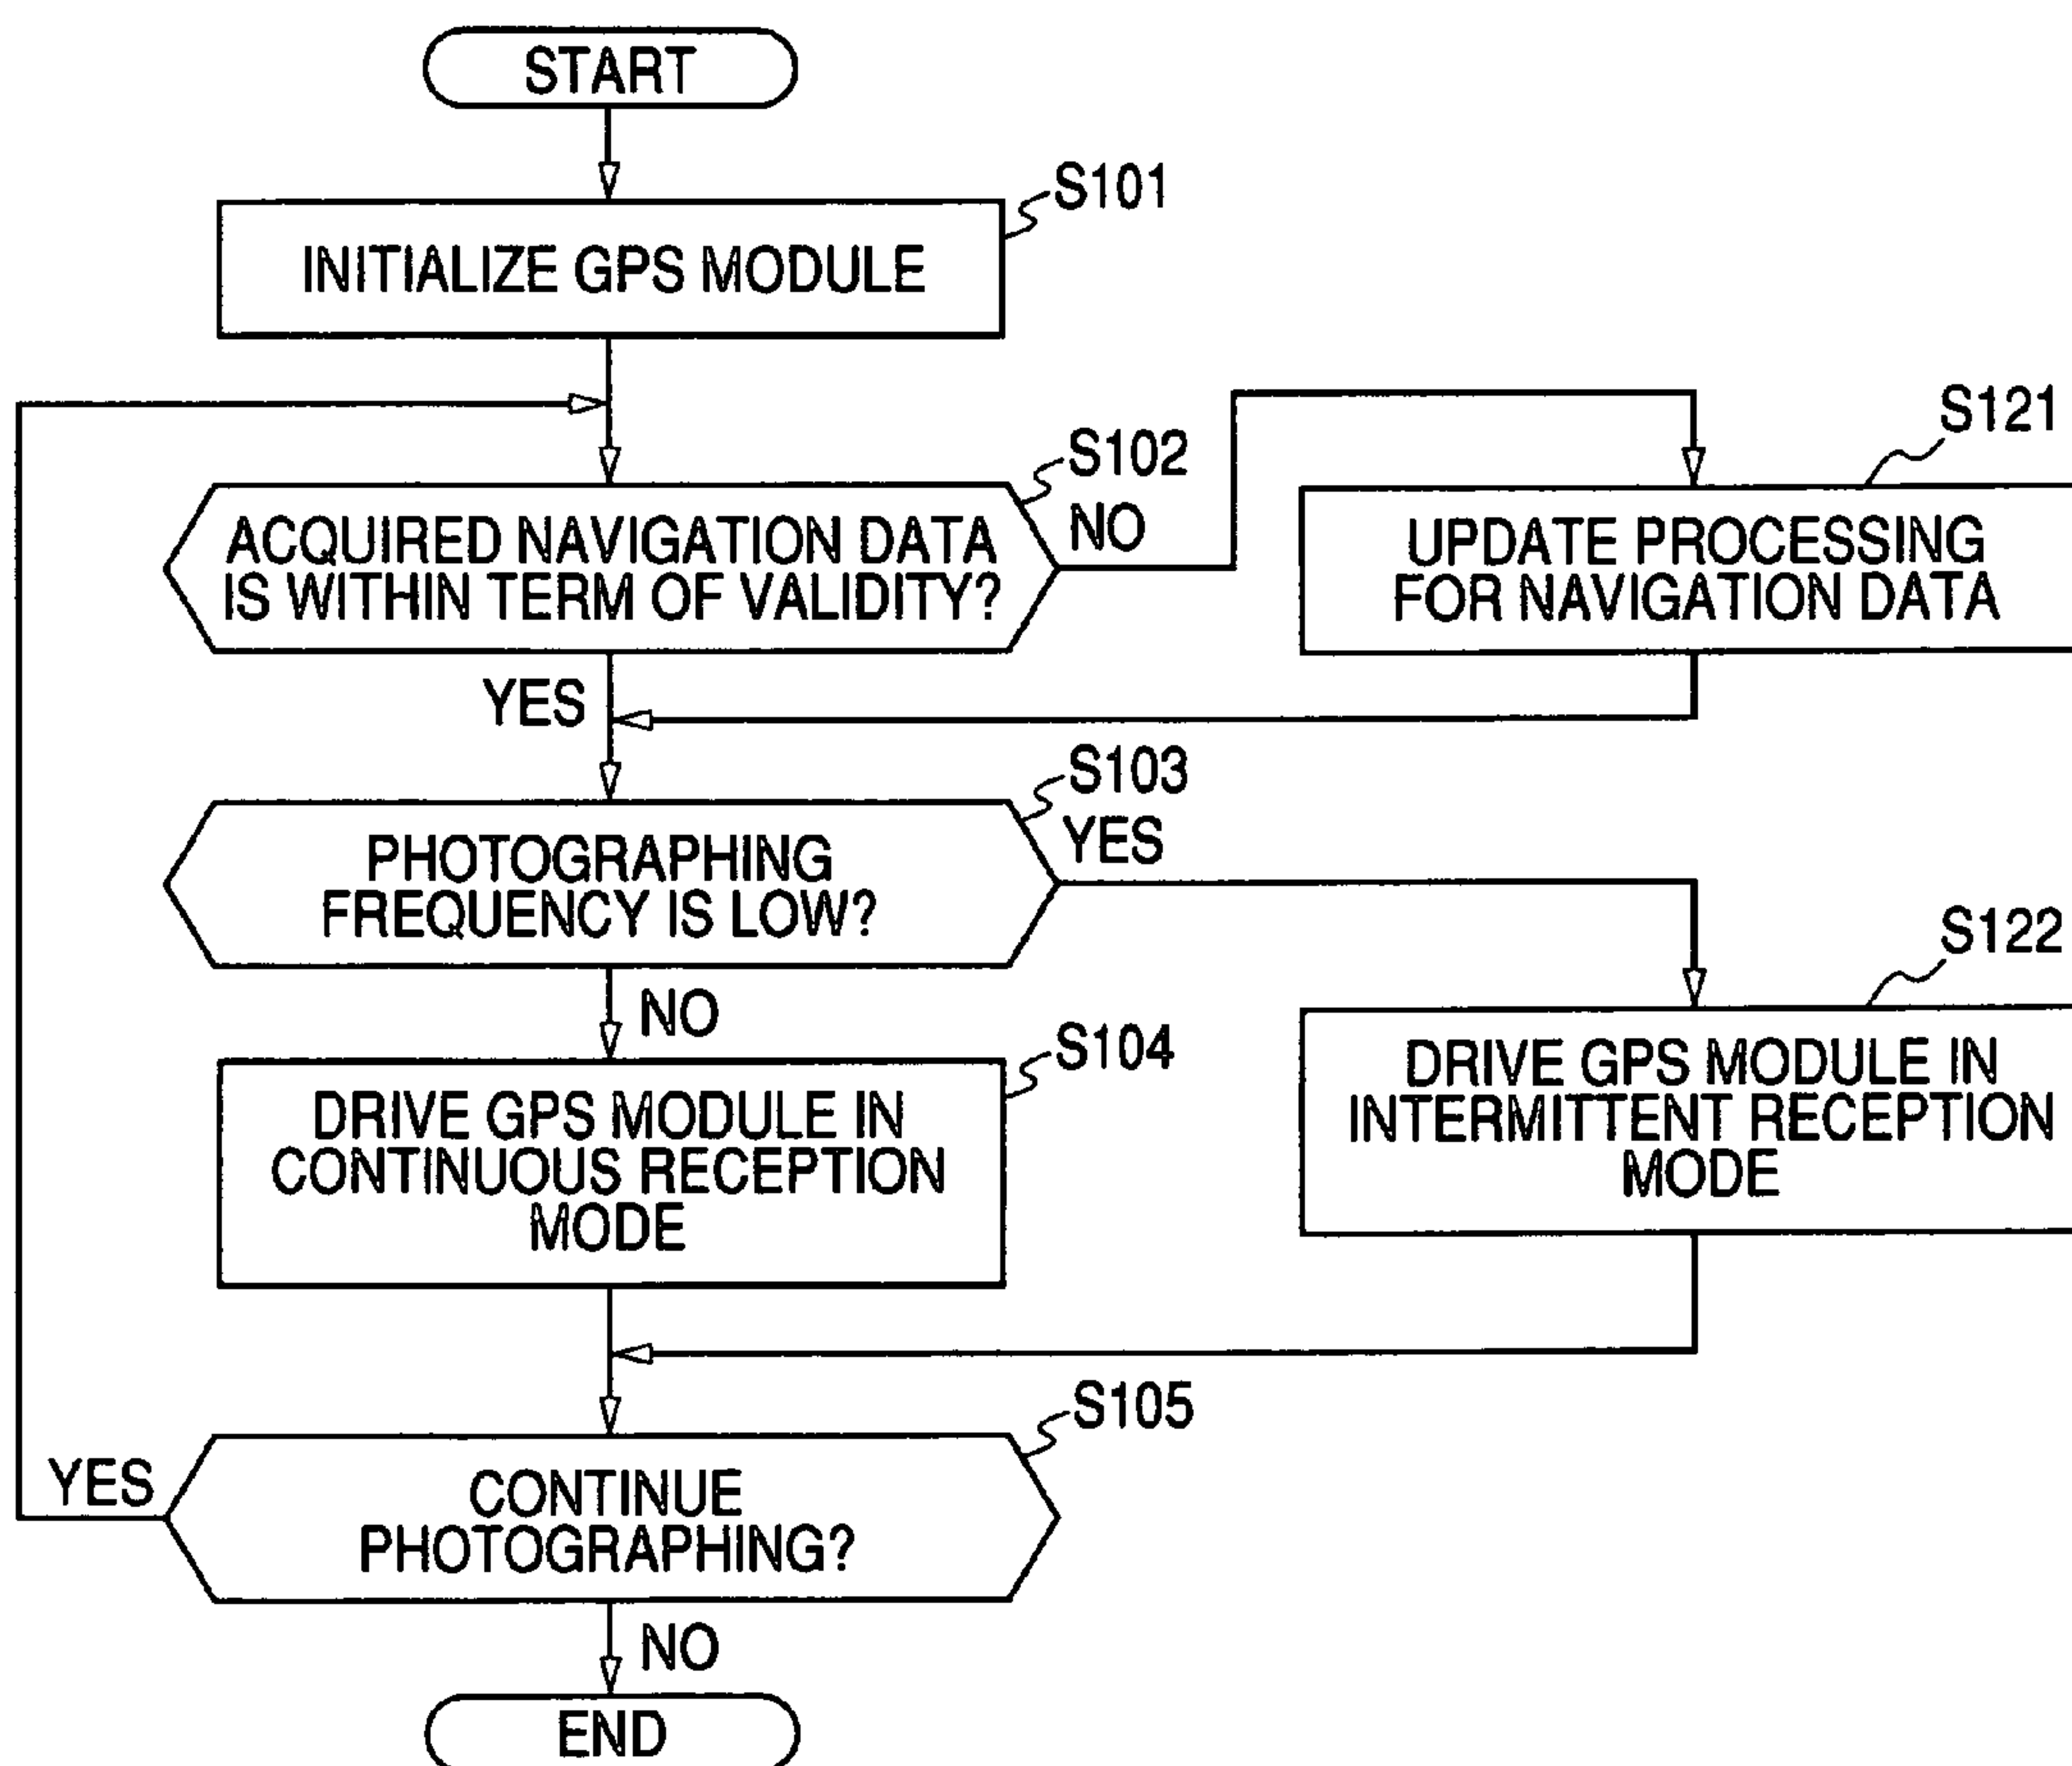 START
S101
INITIALIZE GPS MODULE
S102
ACQUIRED NAVIGATION DATA
IS WITHIN TERM OF VALIDITY?
NO
S121
UPDATE PROCESSING
FOR NAVIGATION DATA
YES
S103
PHOTOGRAPHING
FREQUENCY IS LOW?
YES
S122
DRIVE GPS MODULE IN
INTERMITTENT RECEPTION
MODE
NO
S104
DRIVE GPS MODULE IN
CONTINUOUS RECEPTION
MODE
S105
CONTINUE
PHOTOGRAPHING?
YES
NO
END